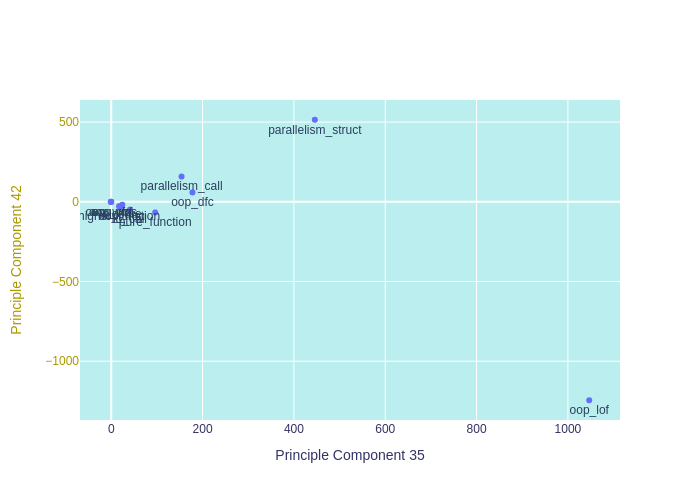 500
parallelism_struct
parallelism_call
oop_dfc
0
pure_function
−500
−1000
oop_lof
0
200
400
600
800
1000
Principle Component 35
Principle Component 42